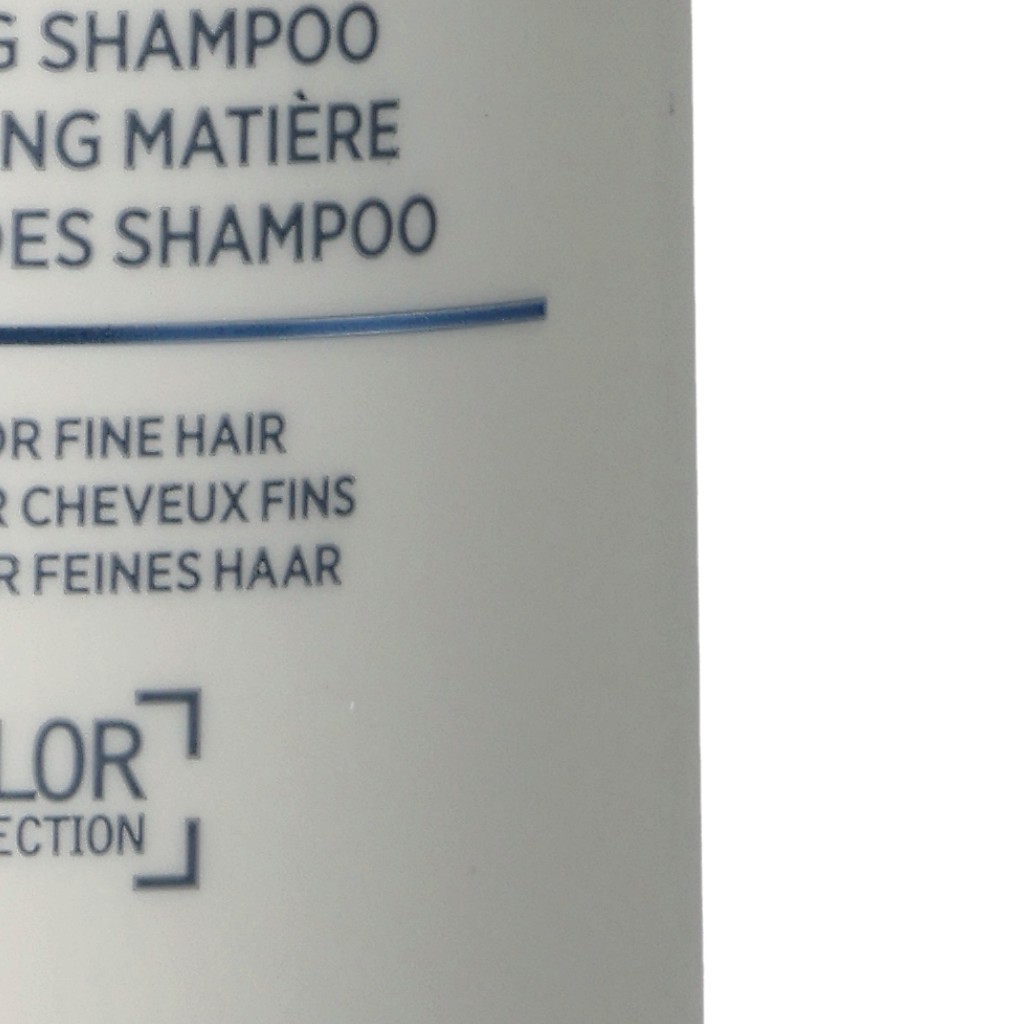 G SHAMPOO
NG MATIÈRE
DES SHAMPOO
OR FINE HAIR
R CHEVEUX FINS
R FEINES HAAR
LOR
ECTION